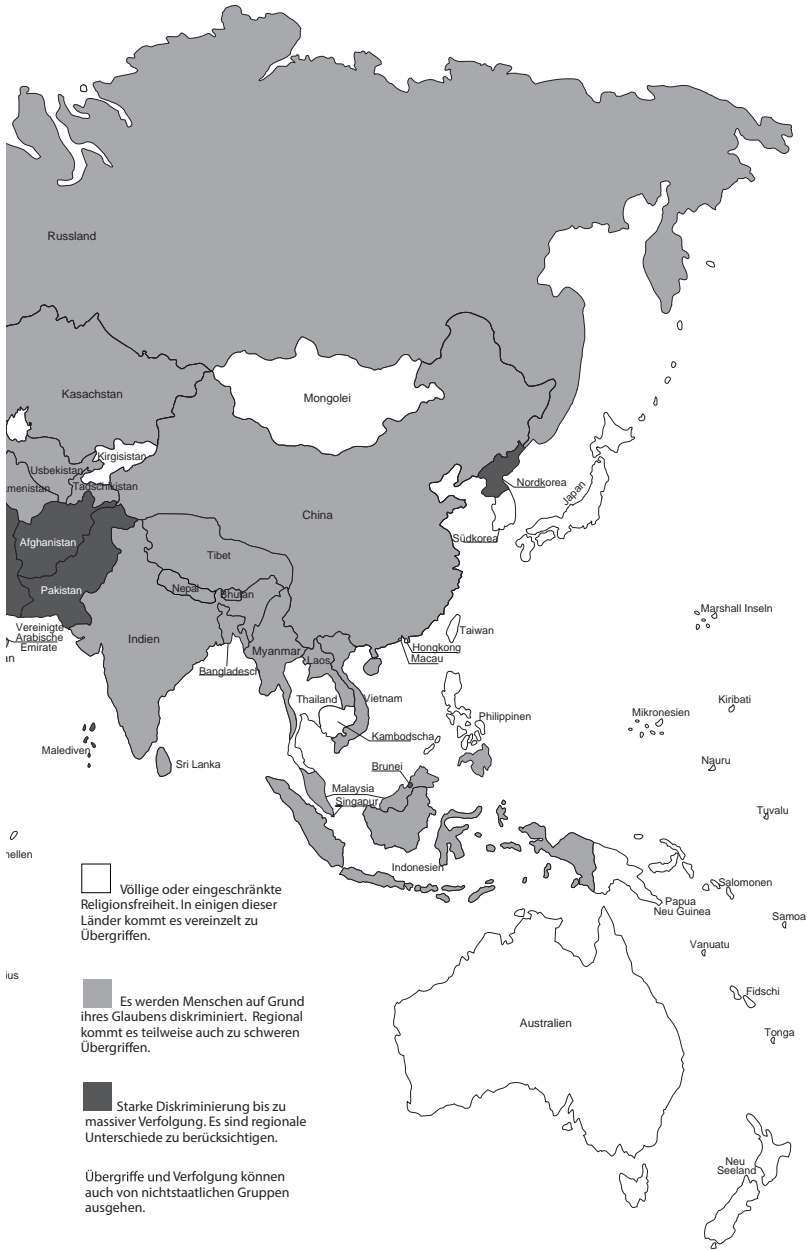 Russland
Kasachstan
Mongolei
Kirgisistan
Usbekistan
Nordkorea
menistan
Tadschikistan
Japan
China
Südkorea
Afghanistan
Tibet
Pakistan
Nepal
Bhutan
Marshall Inseln
Vereinigte
Arabische
Emirate
an
Indien
Taiwan
Hongkong
Macau
Myanmar
Laos
Bangladesch
Thailand
Vietnam
Kiribati
Mikronesien
Philippinen
Kambodscha
Malediven
Sri Lanka
Brunei
Nauru
Malaysia
Singapur
Tuvalu
hellen
Indonesien
Salomonen
Papua
Neu Guinea
Samoa
Vanuatu
ius
Fidschi
Australien
Tonga
Neu
Seeland
Völlige oder eingeschränkte
Religionsfreiheit. In einigen dieser
Länder kommt es vereinzelt zu
Übergriffen.
Es werden Menschen auf Grund
ihres Glaubens diskriminiert. Regional
kommt es teilweise auch zu schweren
Übergriffen.
Starke Diskriminierung bis zu
massiver Verfolgung. Es sind regionale
Unterschiede zu berücksichtigen.
Übergriffe und Verfolgung können
auch von nichtstaatlichen Gruppen
ausgehen.